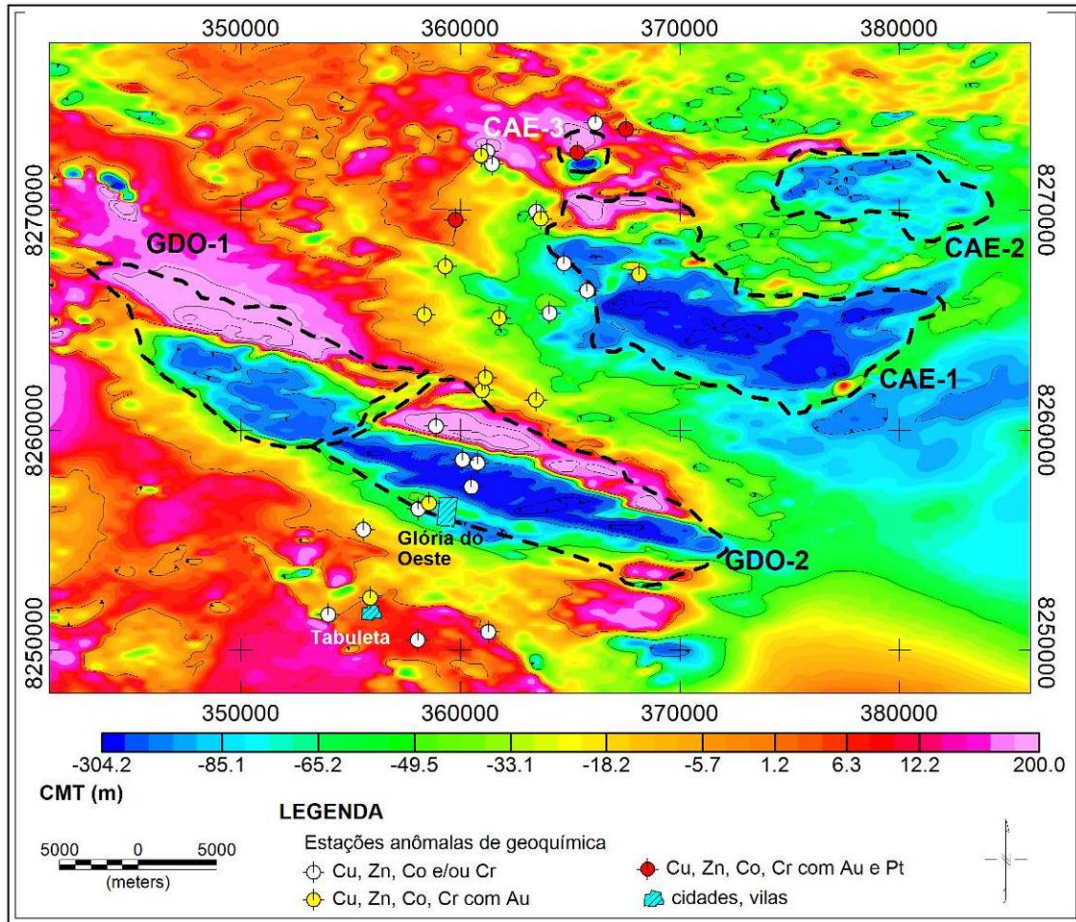 350000 360000 370000 380000
CAE-3
8270000 8270000
GDO-1
CAE-2
CAE-1
8260000 8260000
Glória do
Oeste
GDO-2
Tabuleta
8250000 8250000
350000 360000 370000 380000
-304.2 -85.1 -65.2 -49.5 -33.1 -18.2 -5.7 1.2 6.3 12.2 200.0
CMT (m)
LEGENDA
Estações anômalas de geoquímica
5000 0 5000
(meters)
Cu, Zn, Co e/ou Cr
Cu, Zn, Co, Cr com Au e Pt
Cu, Zn, Co, Cr com Au
cidades, vilas